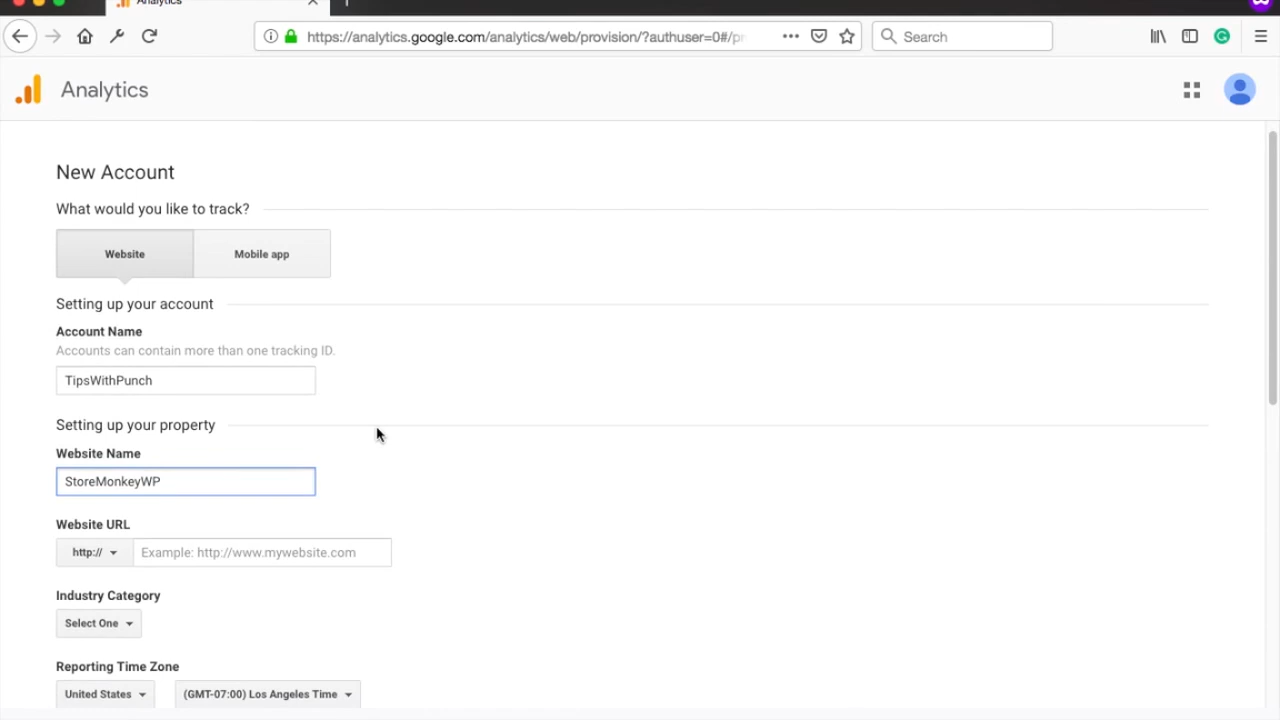 Analytics
https://analytics.google.com/analytics/web/provision/?authuser=0#/pr
Search
Analytics
New Account
What would you like to track?
Website
Mobile app
Setting up your account
Account Name
Accounts can contain more than one tracking ID.
TipsWithPunch
Setting up your property
Website Name
StoreMonkeyWP
Website URL
http://
Example: http://www.mywebsite.com
Industry Category
Select One
Reporting Time Zone
United States
(GMT-07:00) Los Angeles Time